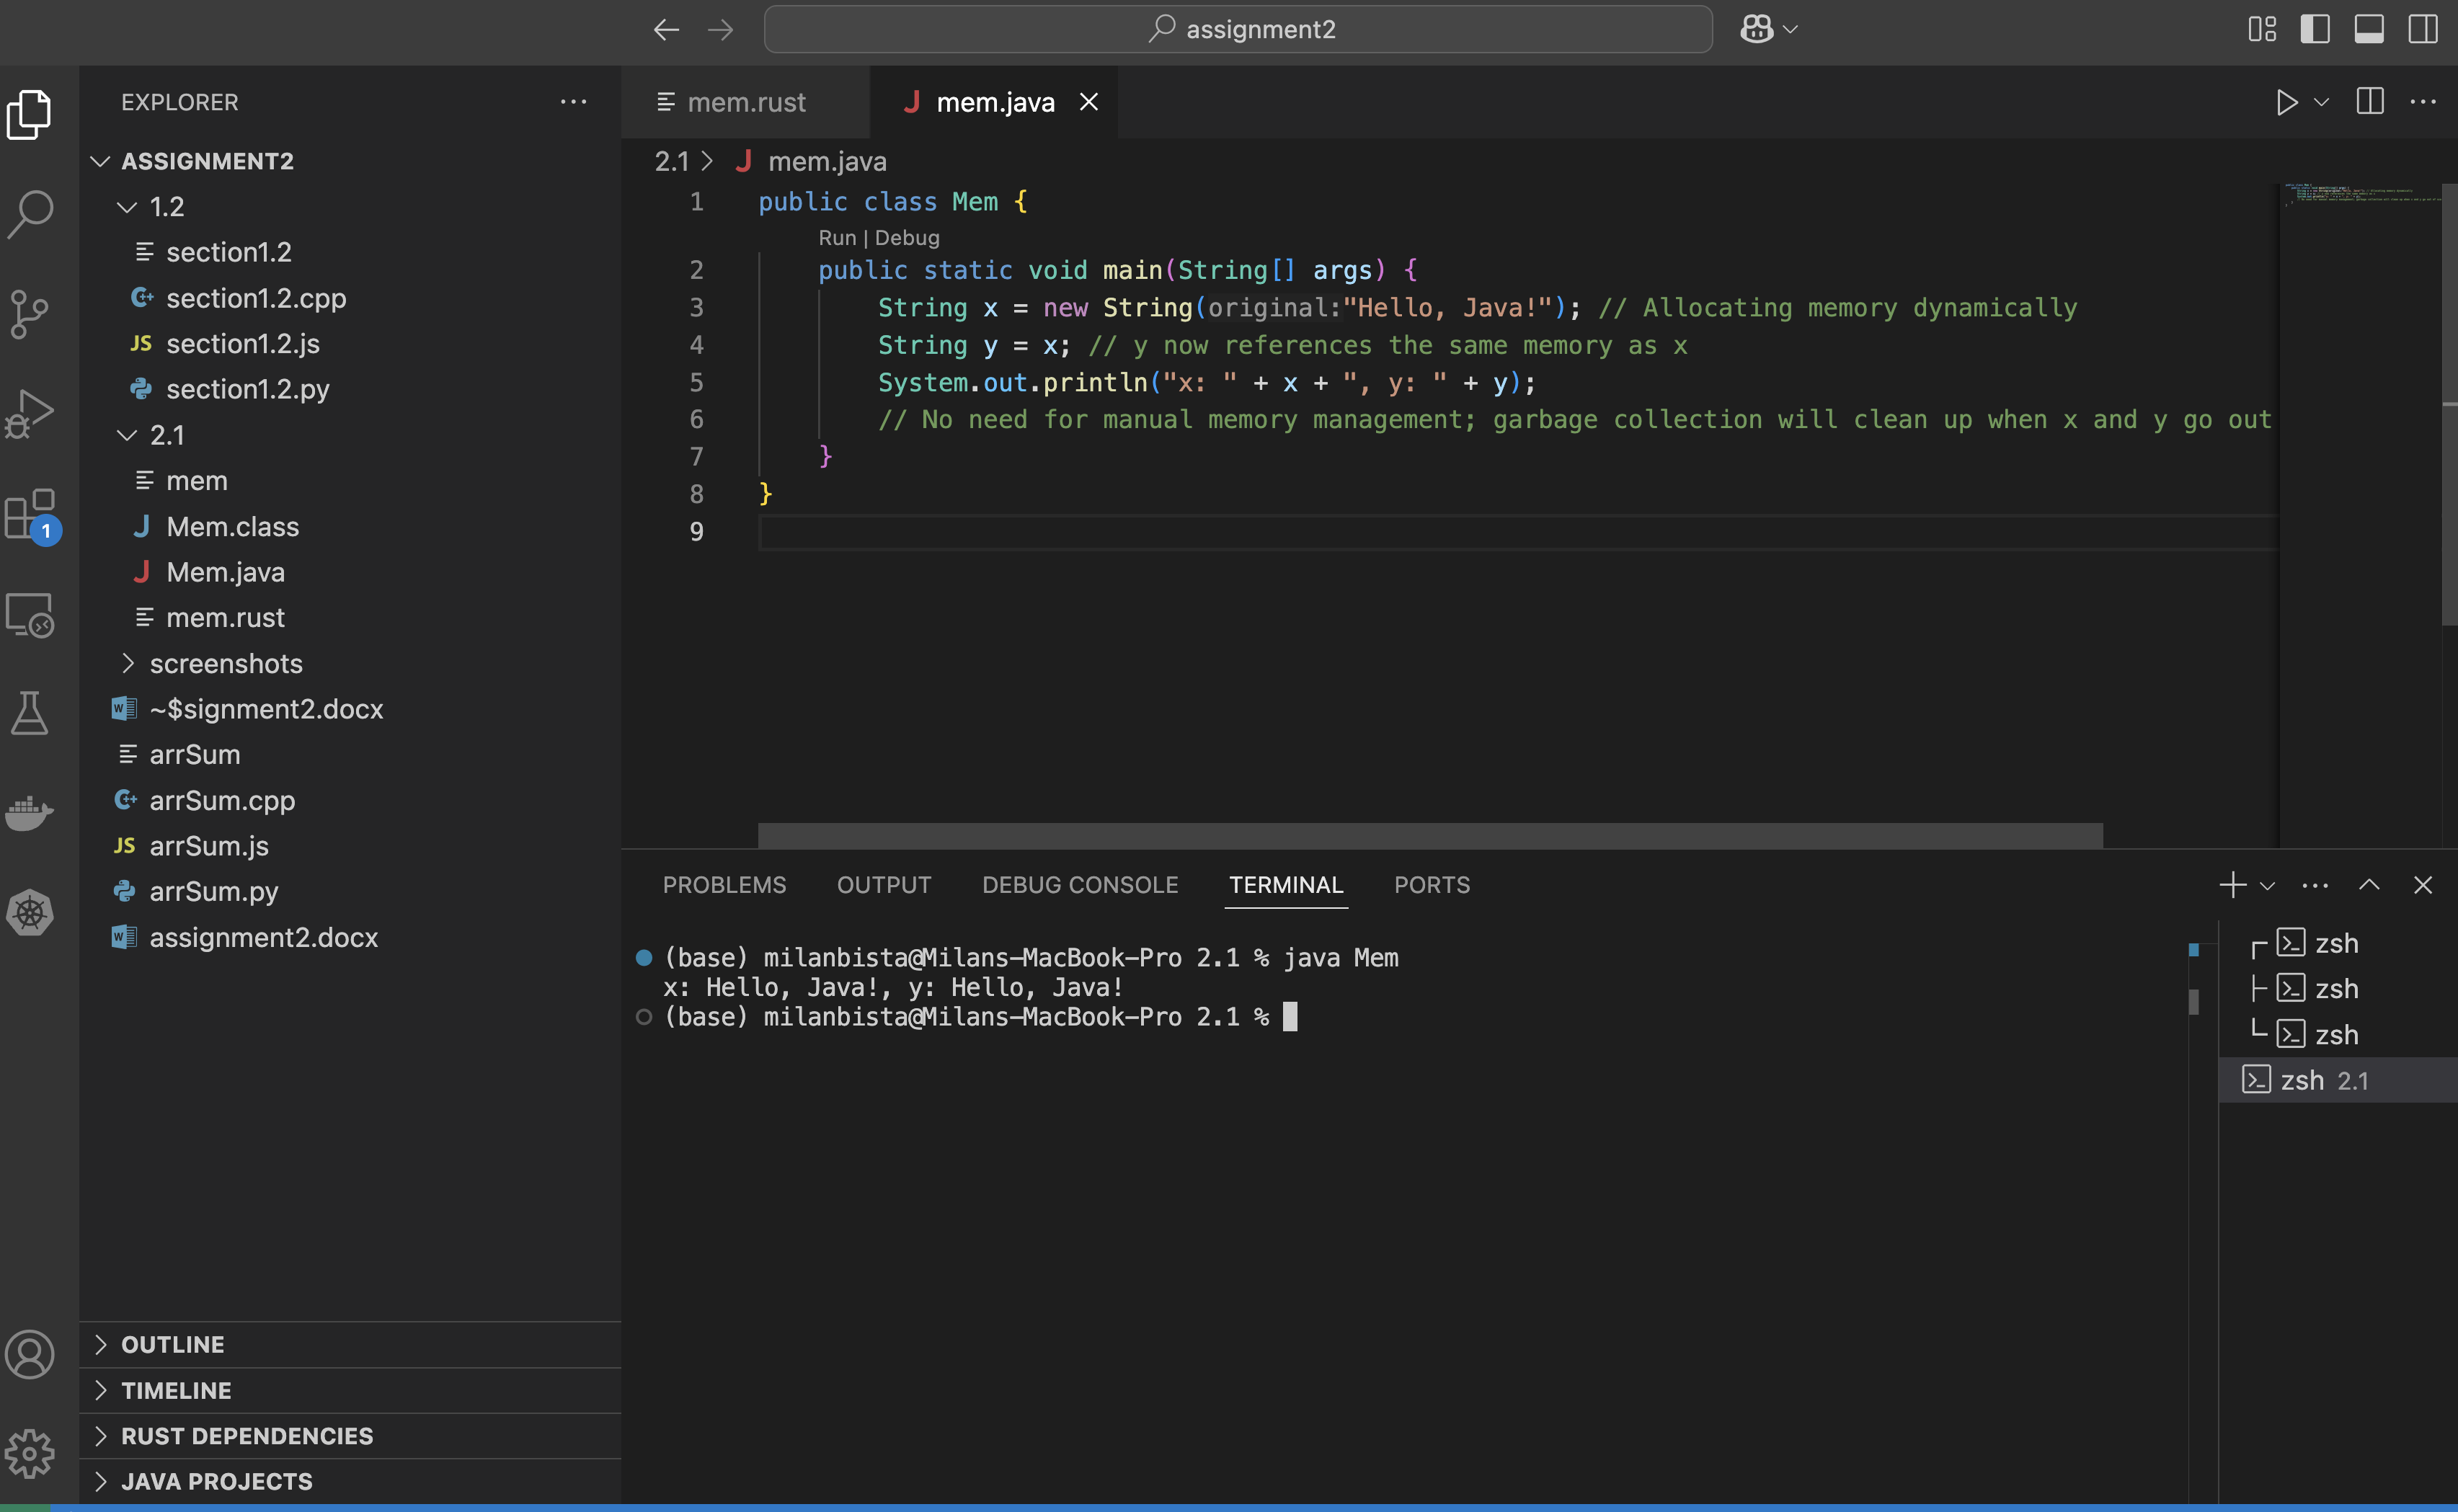 assignment2
EXPLORER
ASSIGNMENT2
1.2
section1.2
section1.2.cpp
JS section1.2.js
section1.2.py
2.1
mem
Mem.class
Mem.java
mem.rust
screenshots
~$signment2.docx
arrSum
arrSum.cpp
JS arrSum.js
arrSum.py
assignment2.docx
1
OUTLINE
TIMELINE
RUST DEPENDENCIES
JAVA PROJECTS
mem.rust
J mem.java
2.1 > J mem.java
1 public class Mem {
Run | Debug
2 public static void main(String[] args) {
3 String x = new String(original:"Hello, Java!"); // Allocating memory dynamically
4 String y = x; // y now references the same memory as x
5 System.out.println("x: " + x + ", y: " + y);
6 // No need for manual memory management; garbage collection will clean up when x and y go out
7 }
8 }
9
PROBLEMS OUTPUT DEBUG CONSOLE TERMINAL PORTS
(base) milanbista@Milans-MacBook-Pro 2.1 % java Mem
x: Hello, Java!, y: Hello, Java!
(base) milanbista@Milans-MacBook-Pro 2.1 %
zsh
zsh
zsh
zsh 2.1